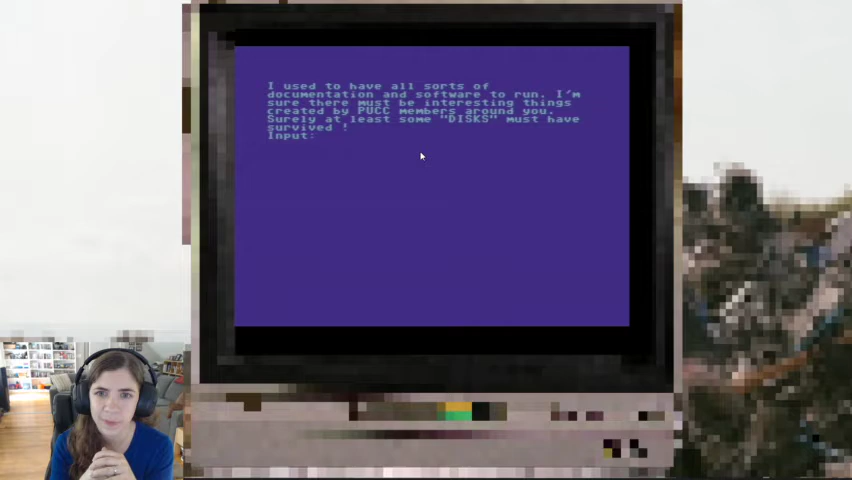 I used to have all sorts of
documentation and software to run. I'm
sure there must be interesting things
created by PUCC members around you.
Surely at least some "DISKS" must have
survived !
Input: